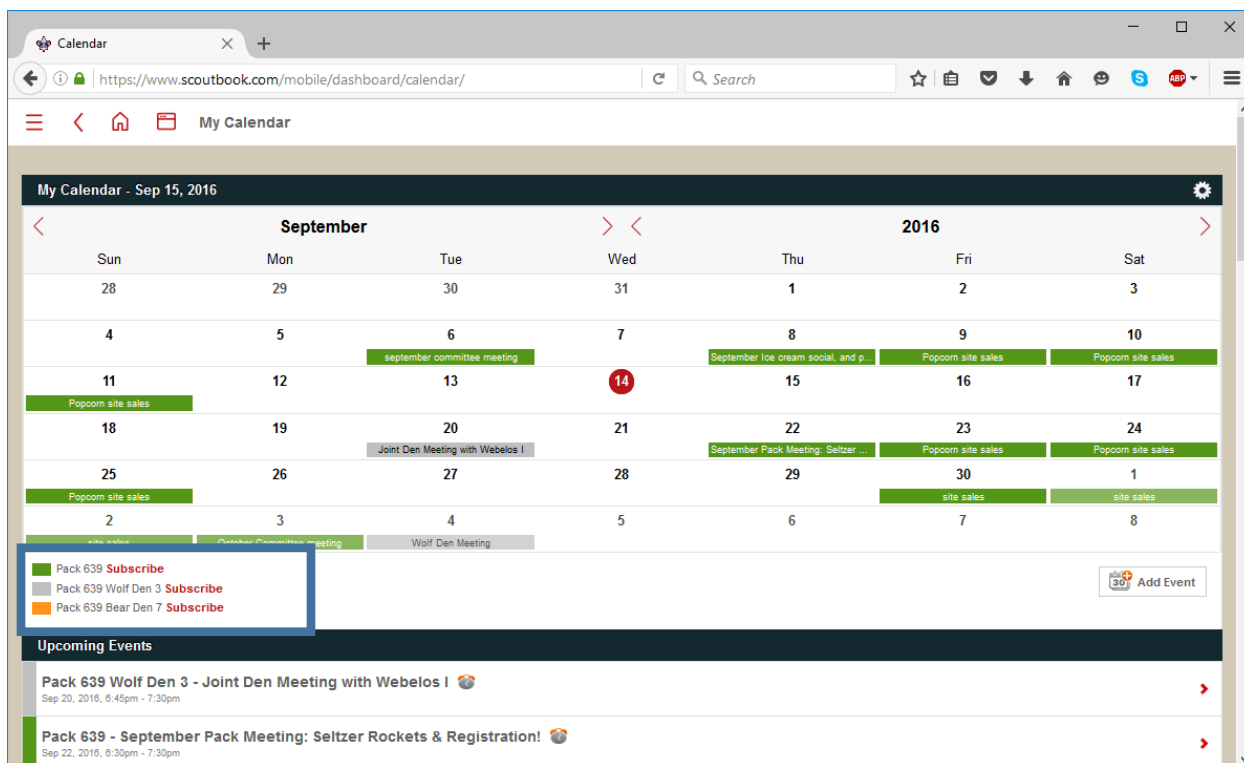 Calendar
https://www.scoutbook.com/mobile/dashboard/calendar/ Search ABP
My Calendar
My Calendar - Sep 15, 2016
September 2016
Sun Mon Tue Wed Thu Fri Sat
28 29 30 31 1 2 3
4 5 6 7 8 9 10
september committee meeting September Ice cream social, and p... Popcorn site sales Popcorn site sales
11 12 13 14 15 16 17
Popcorn site sales
18 19 20 21 22 23 24
Joint Den Meeting with Webelos I September Pack Meeting: Seltzer ... Popcorn site sales Popcorn site sales
25 26 27 28 29 30 1
Popcorn site sales site sales site sales
2 3 4 5 6 7 8
site sales October Committee meeting Wolf Den Meeting
Pack 639 Subscribe
Pack 639 Wolf Den 3 Subscribe
30 Add Event
Pack 639 Bear Den 7 Subscribe
Upcoming Events
Pack 639 Wolf Den 3 - Joint Den Meeting with Webelos I
Sep 20, 2016, 6:45pm - 7:30pm
Pack 639 - September Pack Meeting: Seltzer Rockets & Registration!
Sep 22, 2016, 6:30pm - 7:30pm